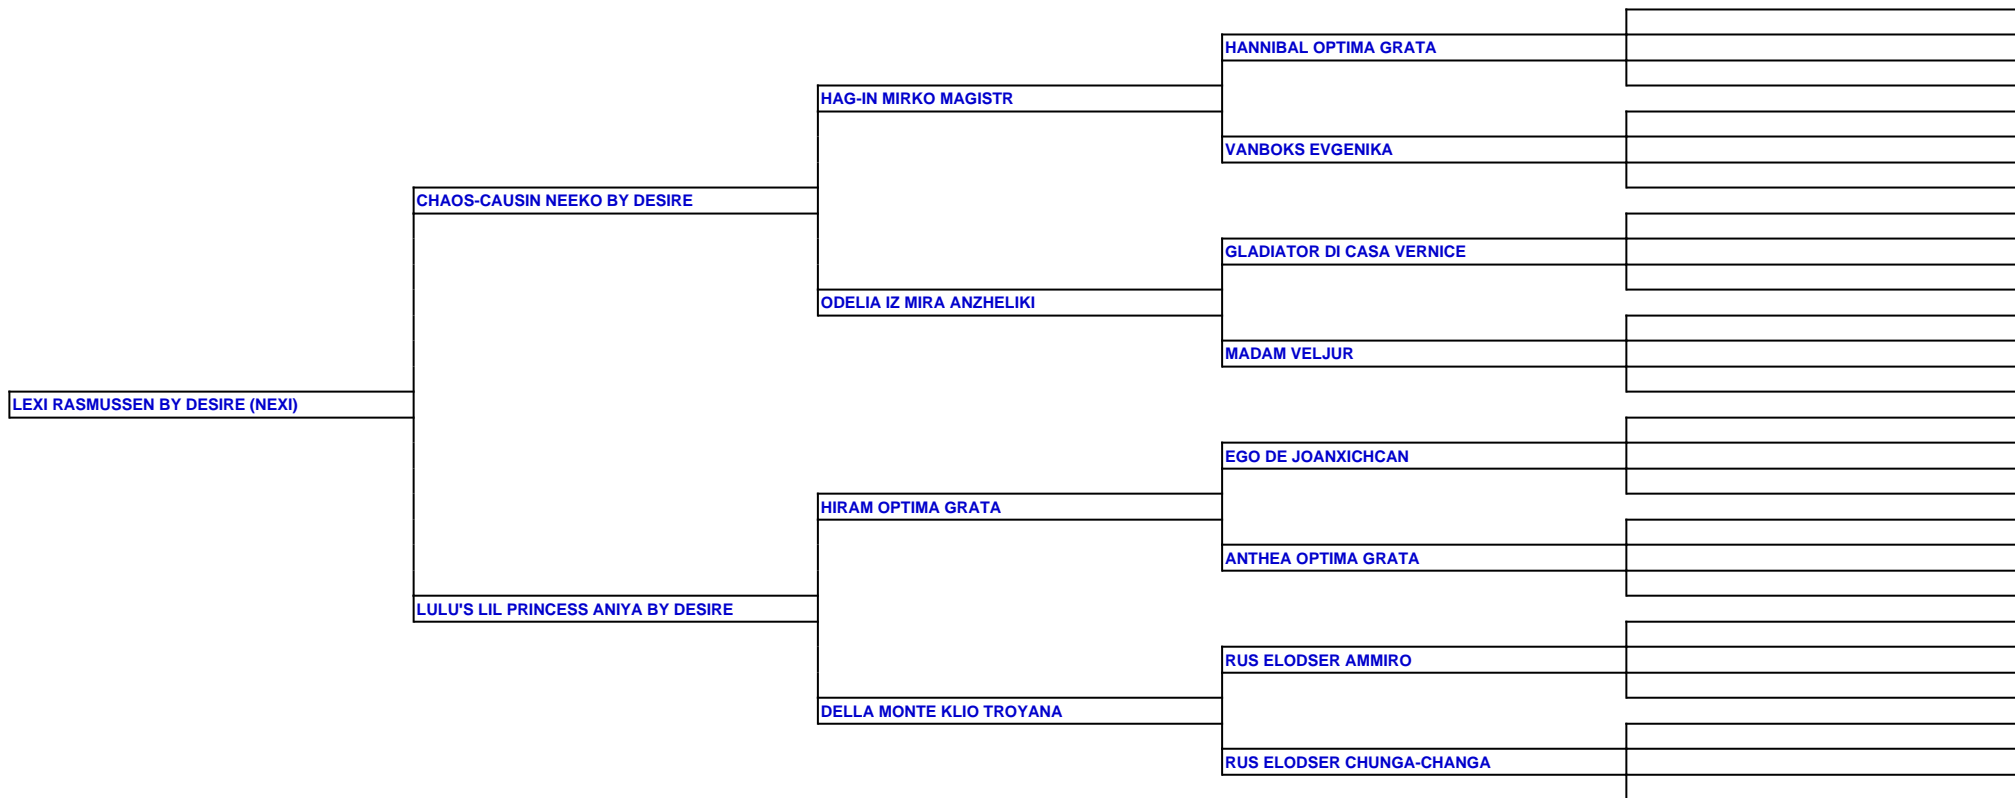 HANNIBAL OPTIMA GRATA
HAG-IN MIRKO MAGISTR
VANBOKS EVGENIKA
CHAOS-CAUSIN NEEKO BY DESIRE
GLADIATOR DI CASA VERNICE
ODELIA IZ MIRA ANZHELIKI
MADAM VELJUR
LEXI RASMUSSEN BY DESIRE (NEXI)
EGO DE JOANXICHCAN
HIRAM OPTIMA GRATA
ANTHEA OPTIMA GRATA
LULU'S LIL PRINCESS ANIYA BY DESIRE
RUS ELODSER AMMIRO
DELLA MONTE KLIO TROYANA
RUS ELODSER CHUNGA-CHANGA